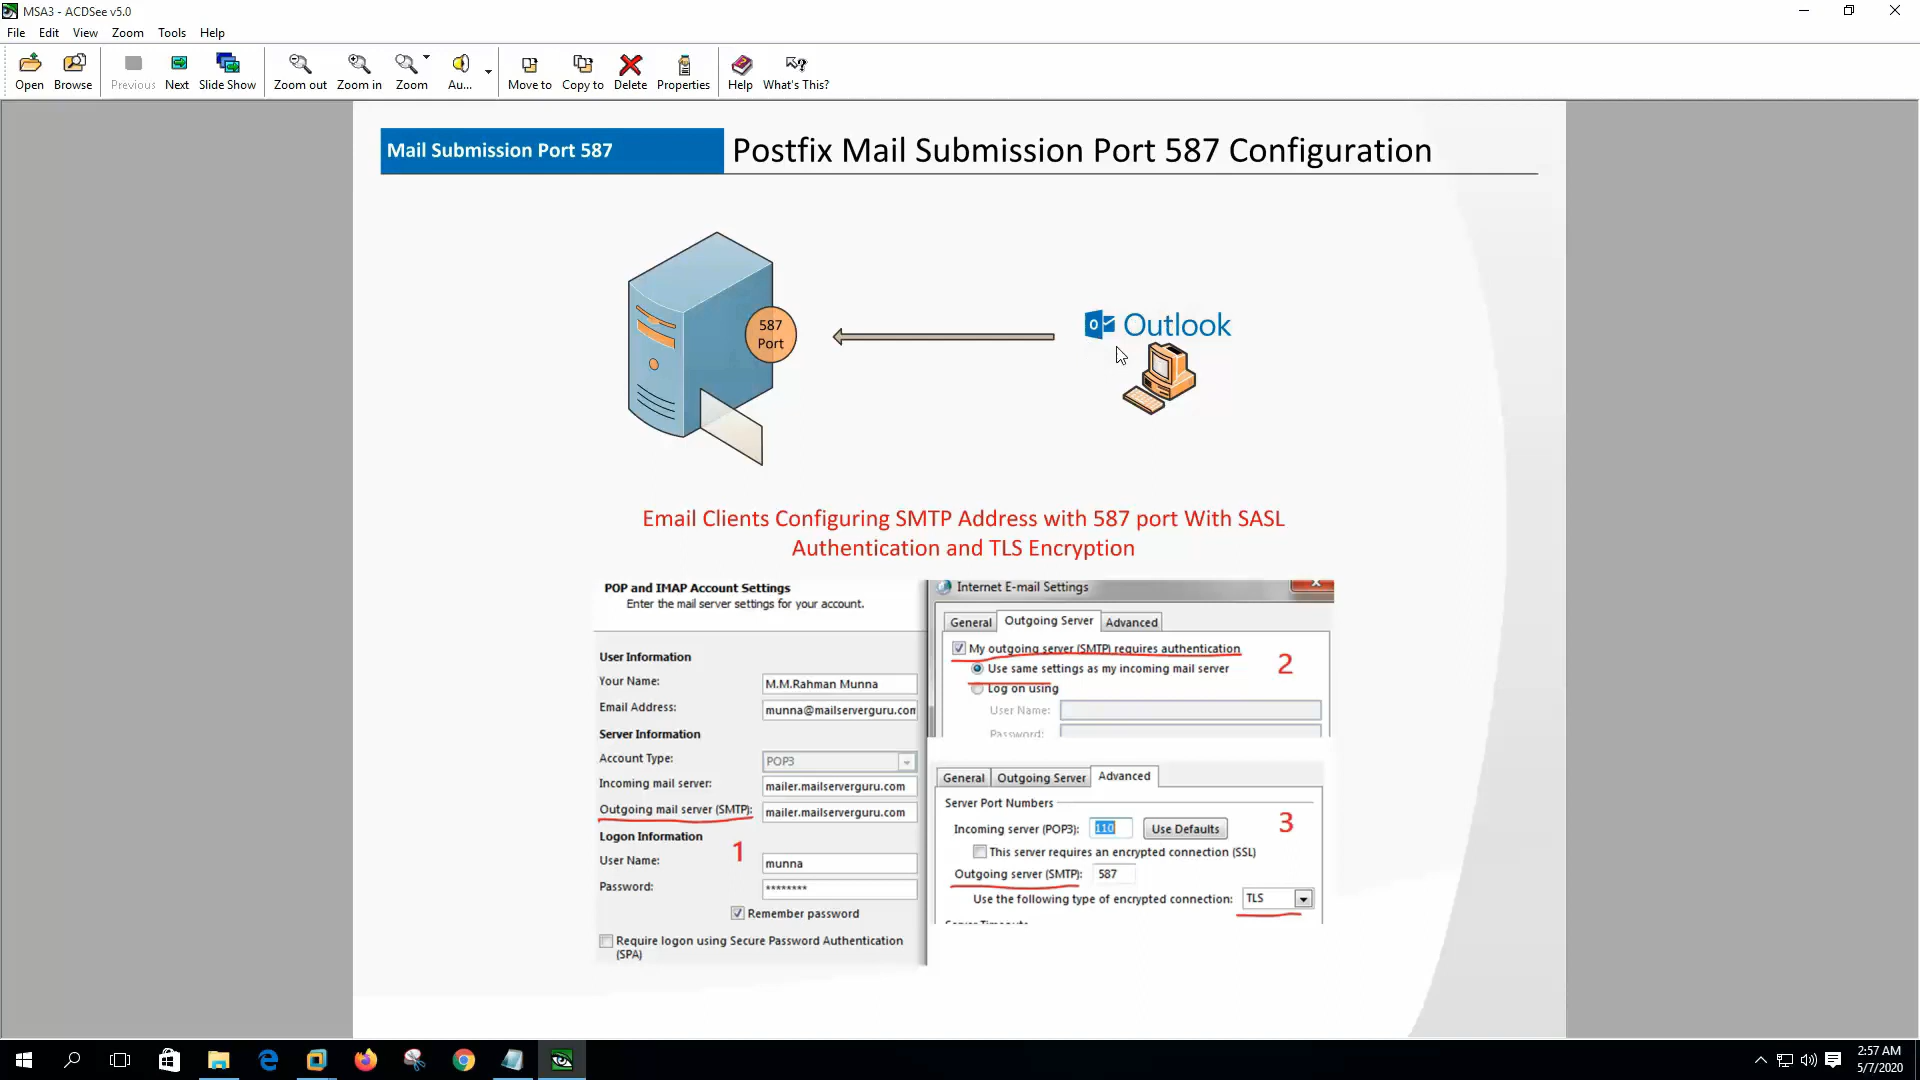 MSA3 - ACDSee v5.0
File Edit View Zoom Tools Help
Open Browse Previous Next Slide Show Zoom out Zoom in Zoom Au... Move to Copy to Delete Properties Help What's This?
Mail Submission Port 587
Postfix Mail Submission Port 587 Configuration
587
Port
Outlook
Email Clients Configuring SMTP Address with 587 port With SASL
Authentication and TLS Encryption
POP and IMAP Account Settings
Enter the mail server settings for your account.
User Information
Your Name: M.M.Rahman Munna
Email Address: munna@mailserverguru.com
Server Information
Account Type: POP3
Incoming mail server: mailer.mailserverguru.com
Outgoing mail server (SMTP): mailer.mailserverguru.com
Logon Information
1
User Name: munna
Password: ********
Remember password
Require logon using Secure Password Authentication
(SPA)
Internet E-mail Settings
General Outgoing Server Advanced
My outgoing server (SMTP) requires authentication
2
Use same settings as my incoming mail server
Log on using
User Name:
Password:
General Outgoing Server Advanced
Server Port Numbers
3
Incoming server (POP3): 110 Use Defaults
This server requires an encrypted connection (SSL)
Outgoing server (SMTP): 587
Use the following type of encrypted connection: TLS
Server Timeouts
2:57 AM
5/7/2020